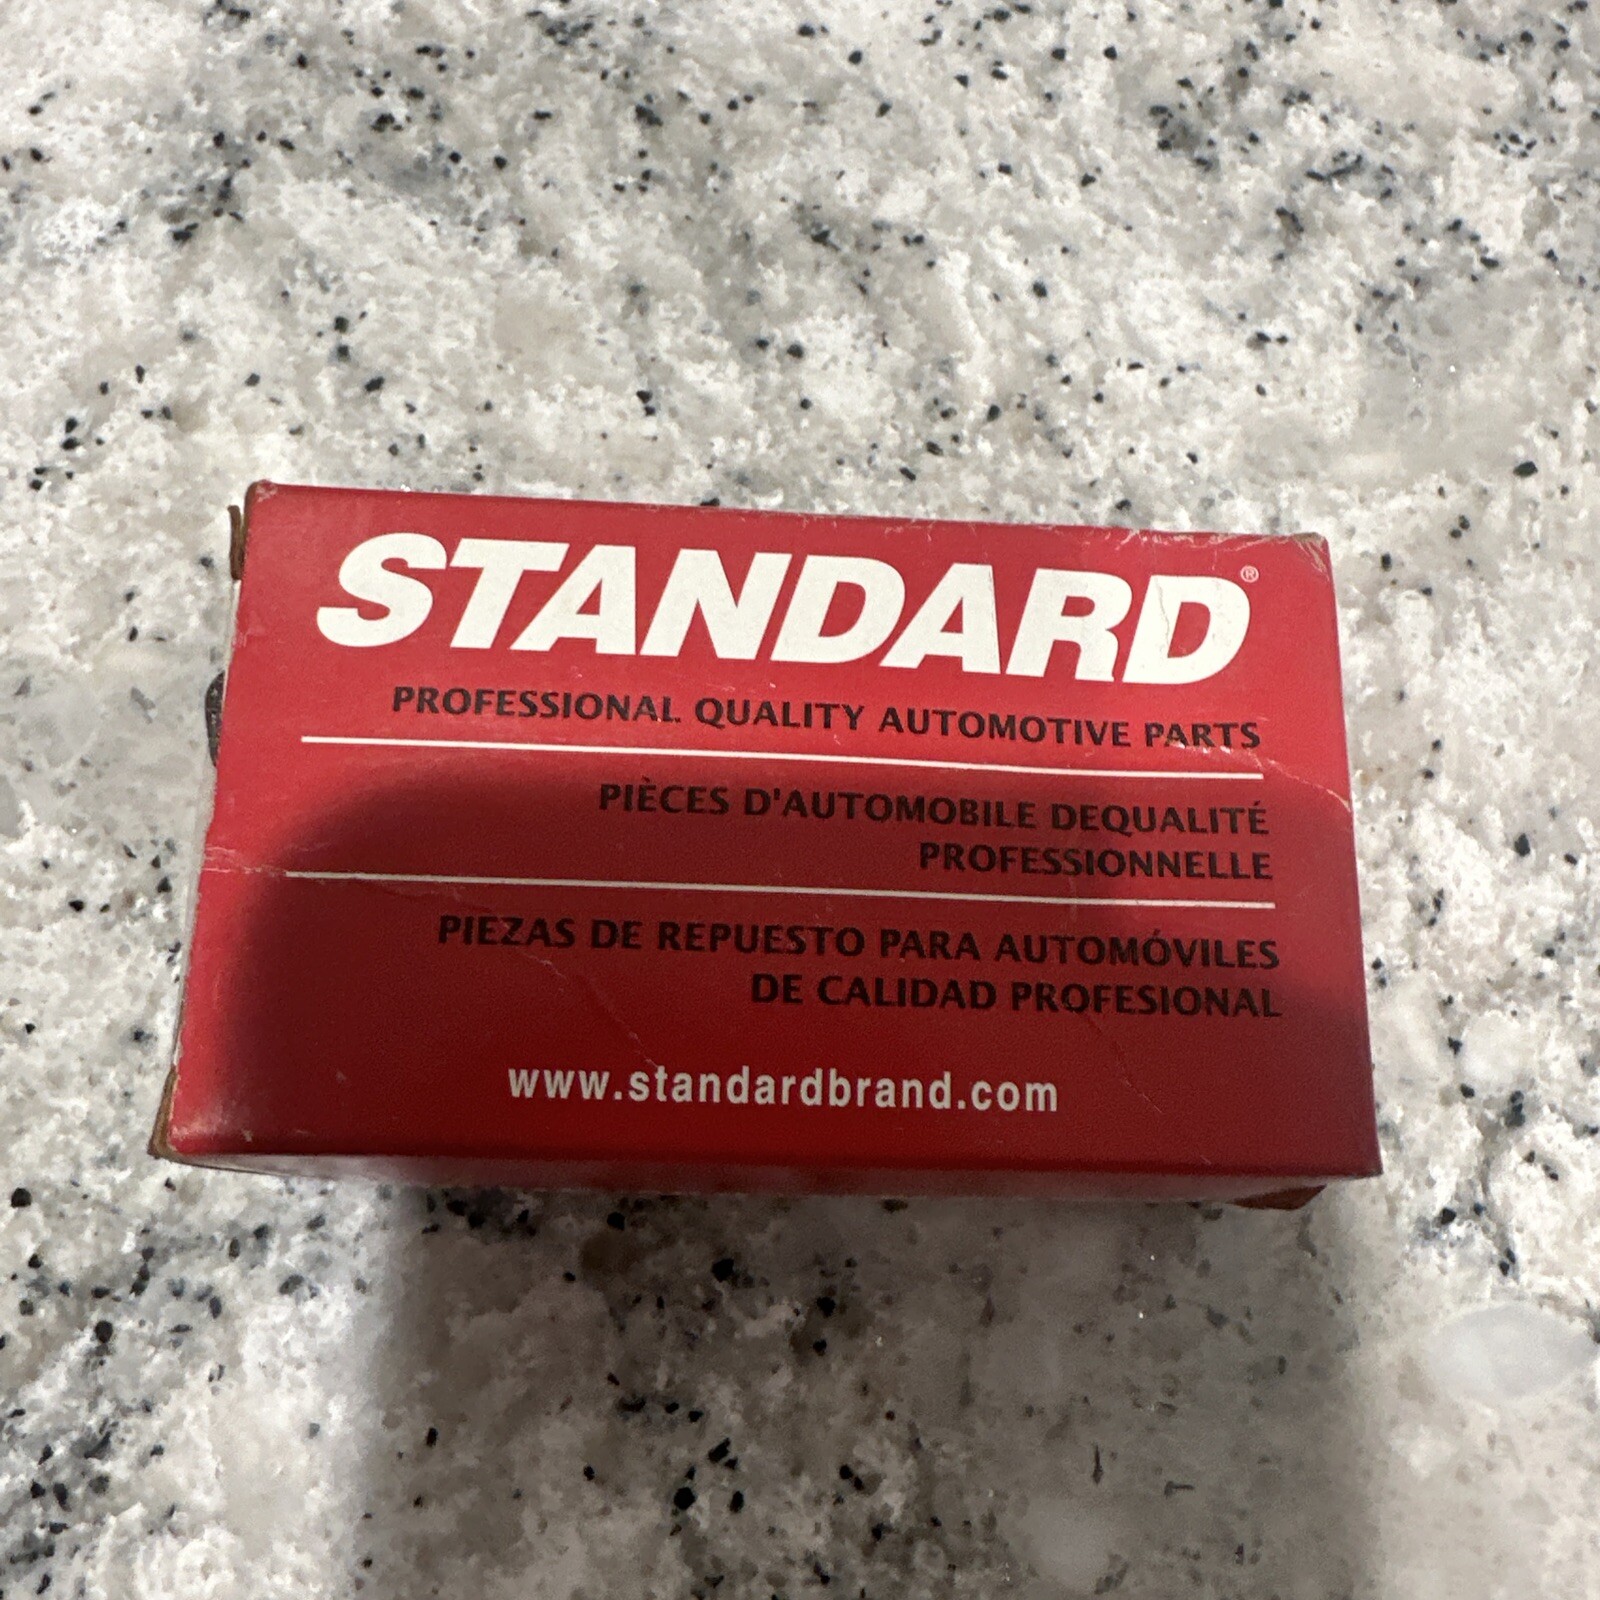 STANDARD®
PROFESSIONAL QUALITY AUTOMOTIVE PARTS
PIÈCES D'AUTOMOBILE DEQUALITÉ
PROFESSIONNELLE
PIEZAS DE REPUESTO PARA AUTOMÓVILES
DE CALIDAD PROFESIONAL
www.standardbrand.com